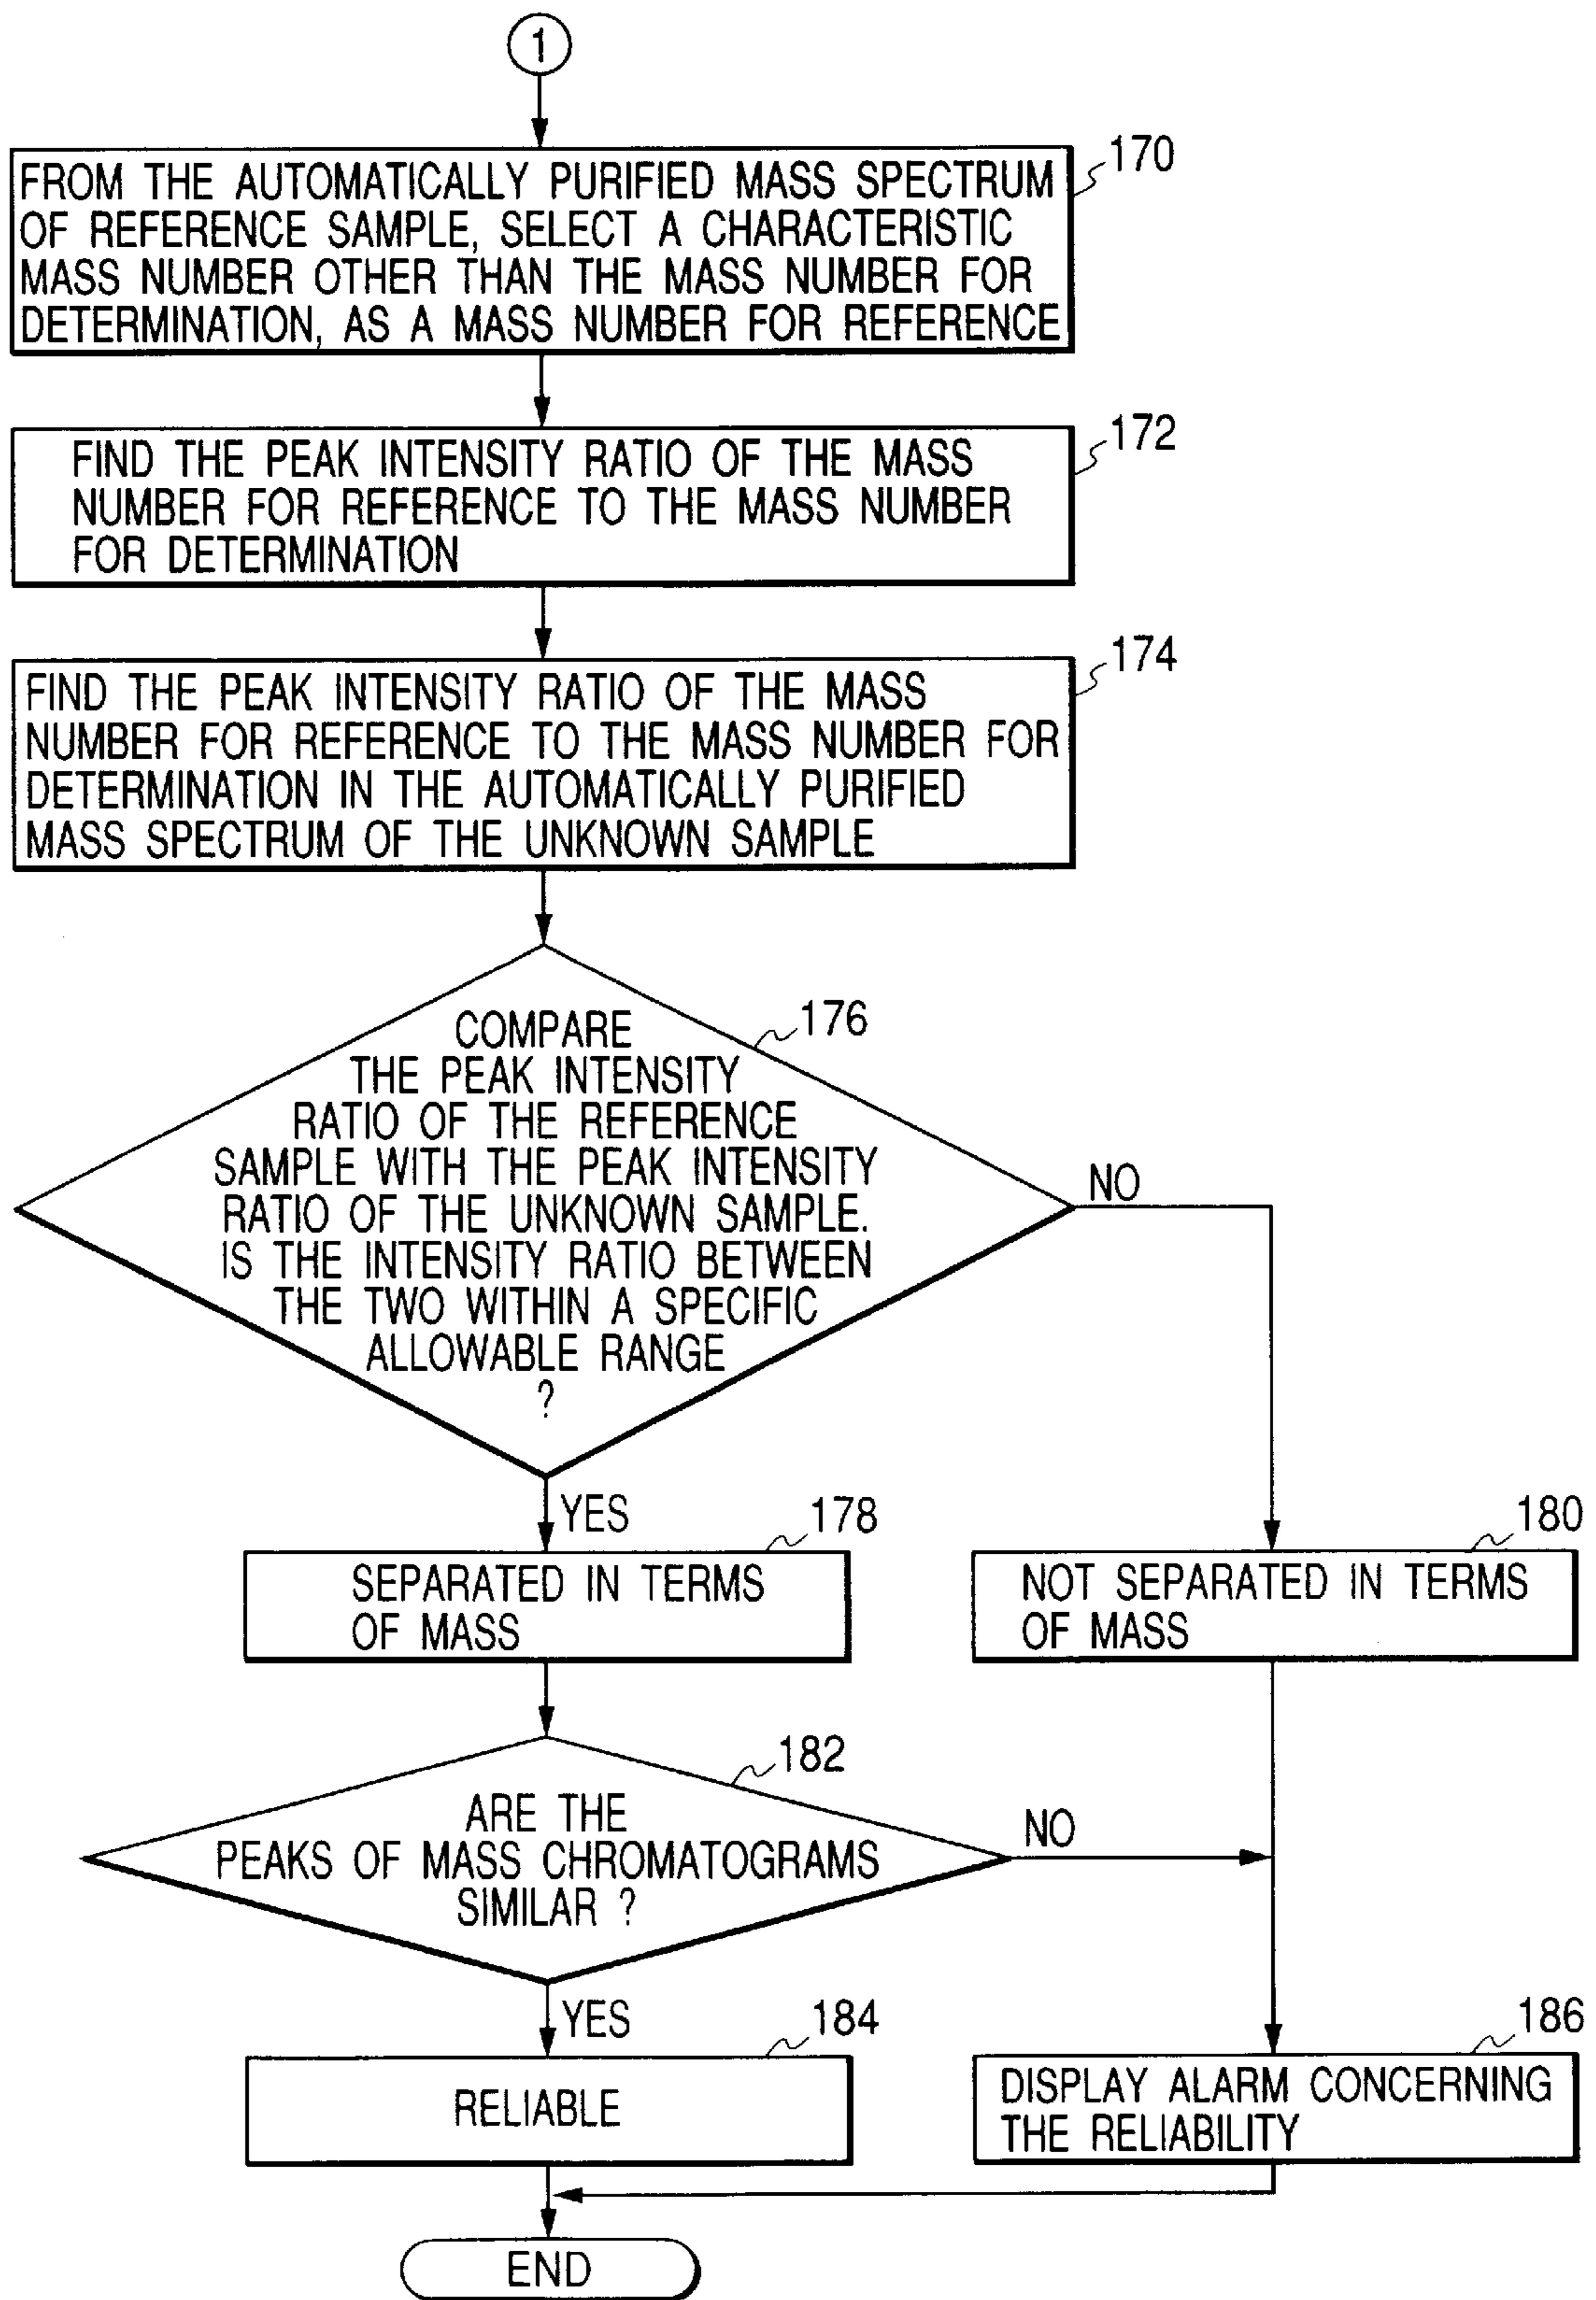 1
170
FROM THE AUTOMATICALLY PURIFIED MASS SPECTRUM
OF REFERENCE SAMPLE, SELECT A CHARACTERISTIC
MASS NUMBER OTHER THAN THE MASS NUMBER FOR
DETERMINATION, AS A MASS NUMBER FOR REFERENCE
172
FIND THE PEAK INTENSITY RATIO OF THE MASS
NUMBER FOR REFERENCE TO THE MASS NUMBER
FOR DETERMINATION
174
FIND THE PEAK INTENSITY RATIO OF THE MASS
NUMBER FOR REFERENCE TO THE MASS NUMBER FOR
DETERMINATION IN THE AUTOMATICALLY PURIFIED
MASS SPECTRUM OF THE UNKNOWN SAMPLE
176
COMPARE
THE PEAK INTENSITY
RATIO OF THE REFERENCE
SAMPLE WITH THE PEAK INTENSITY
RATIO OF THE UNKNOWN SAMPLE.
IS THE INTENSITY RATIO BETWEEN
THE TWO WITHIN A SPECIFIC
ALLOWABLE RANGE
?
NO
YES
178
SEPARATED IN TERMS
OF MASS
180
NOT SEPARATED IN TERMS
OF MASS
182
ARE THE
PEAKS OF MASS CHROMATOGRAMS
SIMILAR ?
NO
YES
184
RELIABLE
186
DISPLAY ALARM CONCERNING
THE RELIABILITY
END